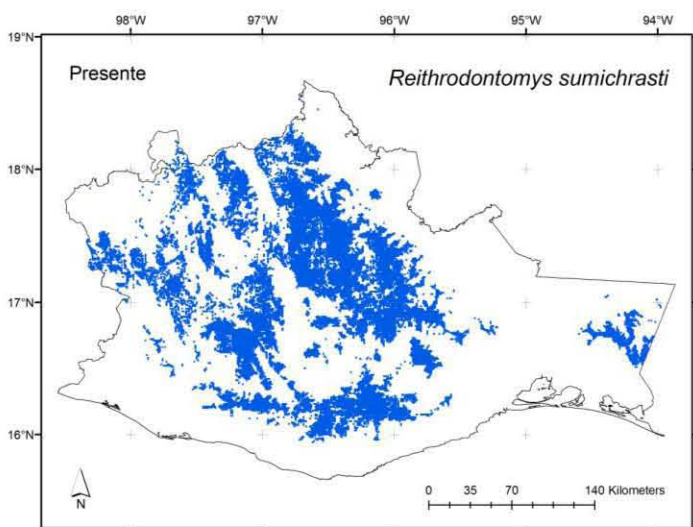 98°W 97°W 96°W 95°W 94°W
19°N
Presente Reithrodontomys sumichrasti
18°N
17°N
16°N
N
0 35 70 140 Kilometers